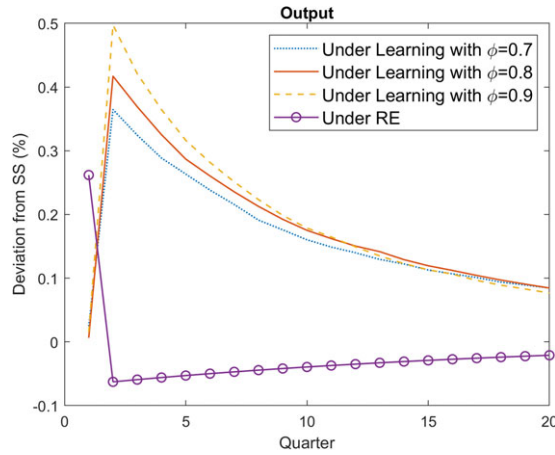 Output
0.5
0.4
0.3
0.2
0.1
0
-0.1
Deviation from SS (%)
Under Learning with ϕ=0.7
Under Learning with ϕ=0.8
Under Learning with ϕ=0.9
Under RE
0 5 10 15 20
Quarter